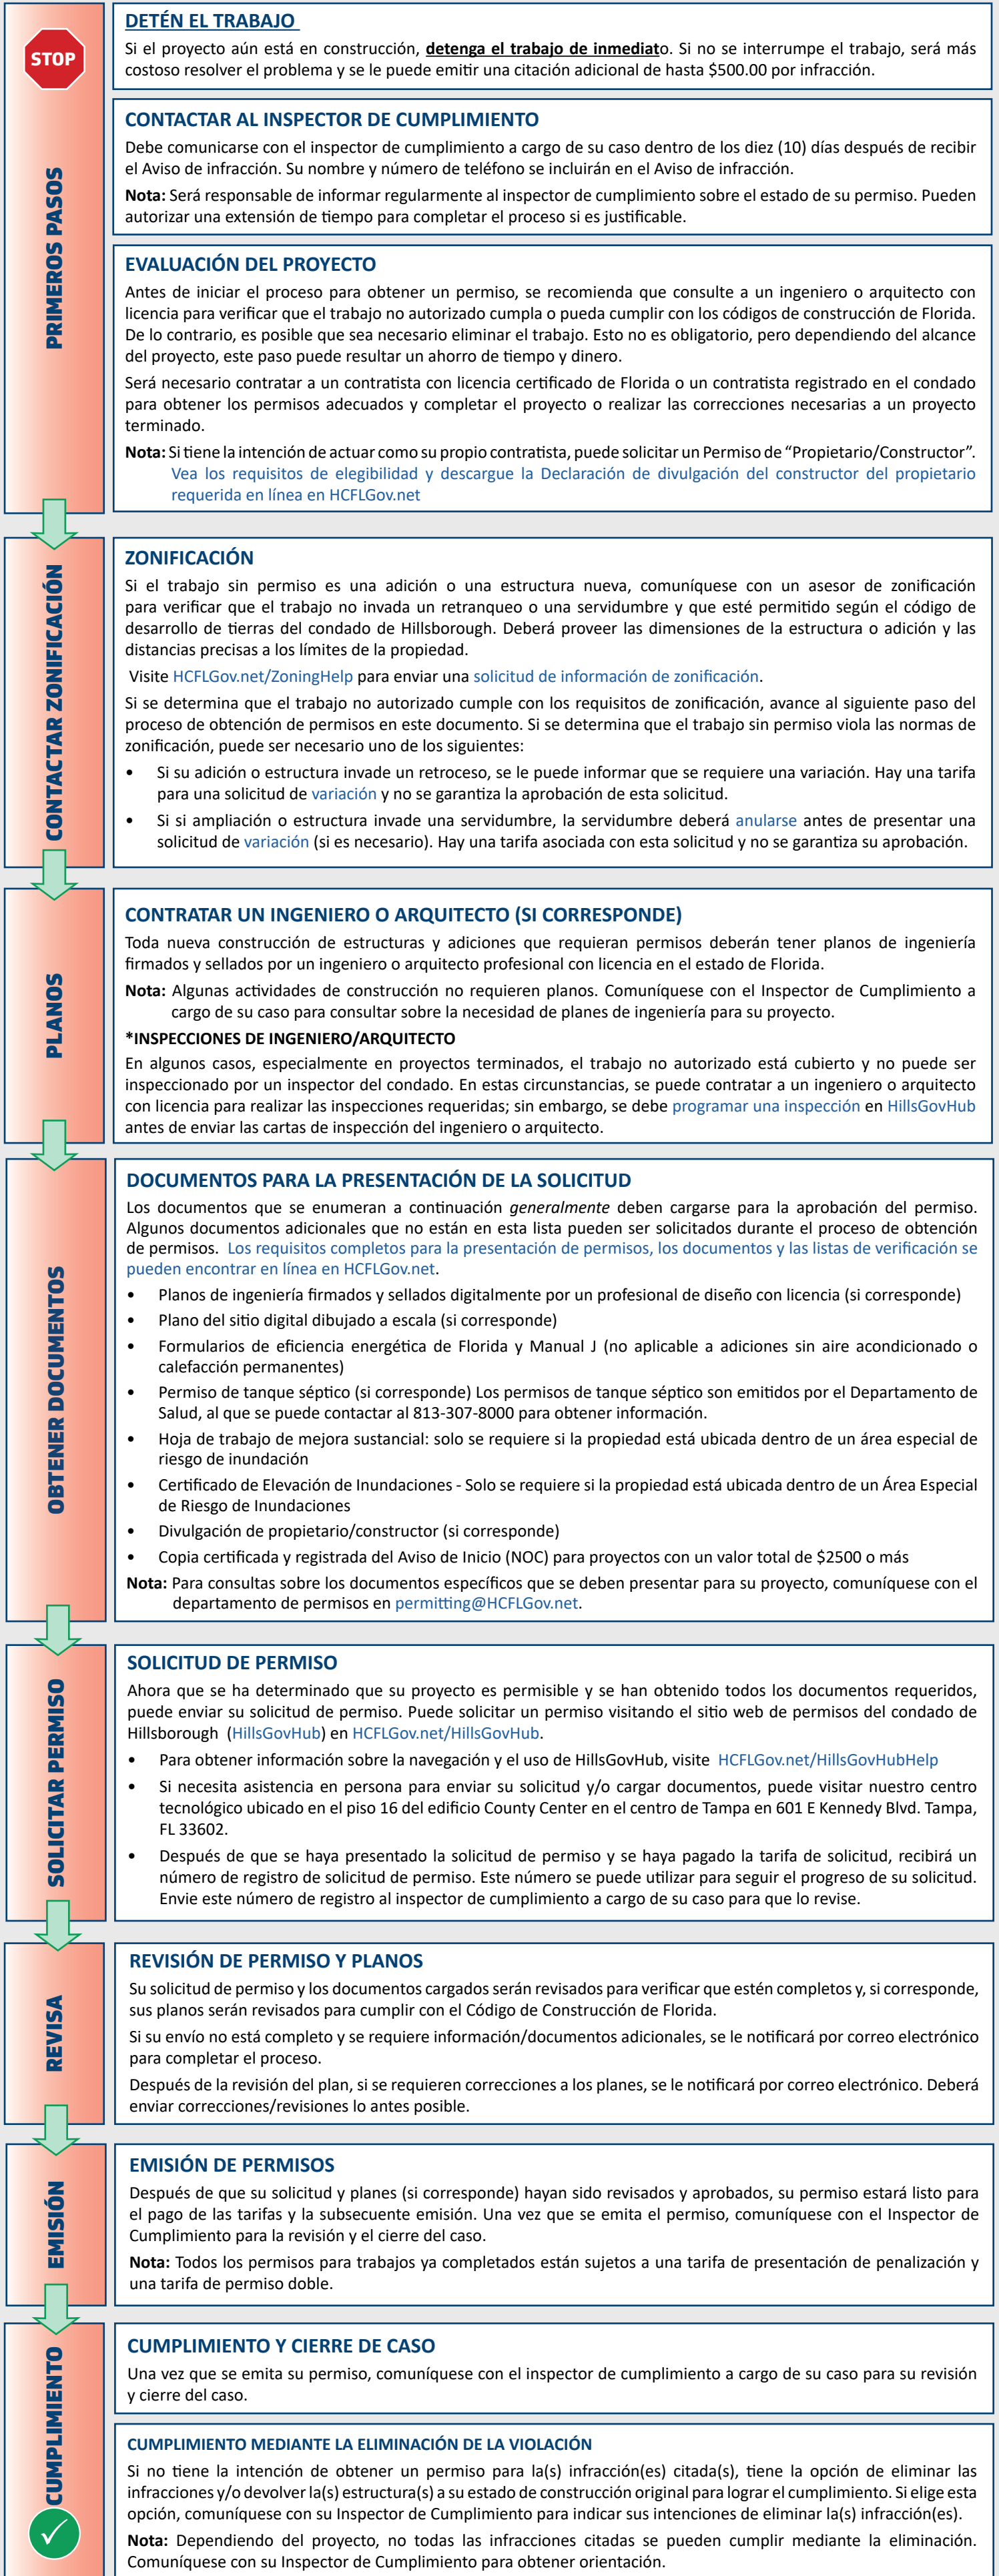 STOP
PRIMEROS PASOS
DETÉN EL TRABAJO
Si el proyecto aún está en construcción, detenga el trabajo de inmediato. Si no se interrumpe el trabajo, será más
costoso resolver el problema y se le puede emitir una citación adicional de hasta $500.00 por infracción.
CONTACTAR AL INSPECTOR DE CUMPLIMIENTO
Debe comunicarse con el inspector de cumplimiento a cargo de su caso dentro de los diez (10) días después de recibir
el Aviso de infracción. Su nombre y número de teléfono se incluirán en el Aviso de infracción.
Nota: Será responsable de informar regularmente al inspector de cumplimiento sobre el estado de su permiso. Pueden
autorizar una extensión de tiempo para completar el proceso si es justificable.
EVALUACIÓN DEL PROYECTO
Antes de iniciar el proceso para obtener un permiso, se recomienda que consulte a un ingeniero o arquitecto con
licencia para verificar que el trabajo no autorizado cumpla o pueda cumplir con los códigos de construcción de Florida.
De lo contrario, es posible que sea necesario eliminar el trabajo. Esto no es obligatorio, pero dependiendo del alcance
del proyecto, este paso puede resultar un ahorro de tiempo y dinero.
Será necesario contratar a un contratista con licencia certificado de Florida o un contratista registrado en el condado
para obtener los permisos adecuados y completar el proyecto o realizar las correcciones necesarias a un proyecto
terminado.
Nota: Si tiene la intención de actuar como su propio contratista, puede solicitar un Permiso de “Propietario/Constructor”.
Vea los requisitos de elegibilidad y descargue la Declaración de divulgación del constructor del propietario
requerida en línea en HCFLGov.net
CONTACTAR ZONIFICACIÓN
ZONIFICACIÓN
Si el trabajo sin permiso es una adición o una estructura nueva, comuníquese con un asesor de zonificación
para verificar que el trabajo no invada un retranqueo o una servidumbre y que esté permitido según el código de
desarrollo de tierras del condado de Hillsborough. Deberá proveer las dimensiones de la estructura o adición y las
distancias precisas a los límites de la propiedad.
Visite HCFLGov.net/ZoningHelp para enviar una solicitud de información de zonificación.
Si se determina que el trabajo no autorizado cumple con los requisitos de zonificación, avance al siguiente paso del
proceso de obtención de permisos en este documento. Si se determina que el trabajo sin permiso viola las normas de
zonificación, puede ser necesario uno de los siguientes:
• Si su adición o estructura invade un retroceso, se le puede informar que se requiere una variación. Hay una tarifa
para una solicitud de variación y no se garantiza la aprobación de esta solicitud.
• Si si ampliación o estructura invade una servidumbre, la servidumbre deberá anularse antes de presentar una
solicitud de variación (si es necesario). Hay una tarifa asociada con esta solicitud y no se garantiza su aprobación.
PLANOS
CONTRATAR UN INGENIERO O ARQUITECTO (SI CORRESPONDE)
Toda nueva construcción de estructuras y adiciones que requieran permisos deberán tener planos de ingeniería
firmados y sellados por un ingeniero o arquitecto profesional con licencia en el estado de Florida.
Nota: Algunas actividades de construcción no requieren planos. Comuníquese con el Inspector de Cumplimiento a
cargo de su caso para consultar sobre la necesidad de planes de ingeniería para su proyecto.
*INSPECCIONES DE INGENIERO/ARQUITECTO
En algunos casos, especialmente en proyectos terminados, el trabajo no autorizado está cubierto y no puede ser
inspeccionado por un inspector del condado. En estas circunstancias, se puede contratar a un ingeniero o arquitecto
con licencia para realizar las inspecciones requeridas; sin embargo, se debe programar una inspección en HillsGovHub
antes de enviar las cartas de inspección del ingeniero o arquitecto.
OBTENER DOCUMENTOS
DOCUMENTOS PARA LA PRESENTACIÓN DE LA SOLICITUD
Los documentos que se enumeran a continuación generalmente deben cargarse para la aprobación del permiso.
Algunos documentos adicionales que no están en esta lista pueden ser solicitados durante el proceso de obtención
de permisos. Los requisitos completos para la presentación de permisos, los documentos y las listas de verificación se
pueden encontrar en línea en HCFLGov.net.
• Planos de ingeniería firmados y sellados digitalmente por un profesional de diseño con licencia (si corresponde)
• Plano del sitio digital dibujado a escala (si corresponde)
• Formularios de eficiencia energética de Florida y Manual J (no aplicable a adiciones sin aire acondicionado o
calefacción permanentes)
• Permiso de tanque séptico (si corresponde) Los permisos de tanque séptico son emitidos por el Departamento de
Salud, al que se puede contactar al 813-307-8000 para obtener información.
• Hoja de trabajo de mejora sustancial: solo se requiere si la propiedad está ubicada dentro de un área especial de
riesgo de inundación
• Certificado de Elevación de Inundaciones - Solo se requiere si la propiedad está ubicada dentro de un Área Especial
de Riesgo de Inundaciones
• Divulgación de propietario/constructor (si corresponde)
• Copia certificada y registrada del Aviso de Inicio (NOC) para proyectos con un valor total de $2500 o más
Nota: Para consultas sobre los documentos específicos que se deben presentar para su proyecto, comuníquese con el
departamento de permisos en permitting@HCFLGov.net.
SOLICITAR PERMISO
SOLICITUD DE PERMISO
Ahora que se ha determinado que su proyecto es permisible y se han obtenido todos los documentos requeridos,
puede enviar su solicitud de permiso. Puede solicitar un permiso visitando el sitio web de permisos del condado de
Hillsborough (HillsGovHub) en HCFLGov.net/HillsGovHub.
• Para obtener información sobre la navegación y el uso de HillsGovHub, visite HCFLGov.net/HillsGovHubHelp
• Si necesita asistencia en persona para enviar su solicitud y/o cargar documentos, puede visitar nuestro centro
tecnológico ubicado en el piso 16 del edificio County Center en el centro de Tampa en 601 E Kennedy Blvd. Tampa,
FL 33602.
• Después de que se haya presentado la solicitud de permiso y se haya pagado la tarifa de solicitud, recibirá un
número de registro de solicitud de permiso. Este número se puede utilizar para seguir el progreso de su solicitud.
Envie este número de registro al inspector de cumplimiento a cargo de su caso para que lo revise.
REVISA
REVISIÓN DE PERMISO Y PLANOS
Su solicitud de permiso y los documentos cargados serán revisados para verificar que estén completos y, si corresponde,
sus planos serán revisados para cumplir con el Código de Construcción de Florida.
Si su envío no está completo y se requiere información/documentos adicionales, se le notificará por correo electrónico
para completar el proceso.
Después de la revisión del plan, si se requieren correcciones a los planes, se le notificará por correo electrónico. Deberá
enviar correcciones/revisiones lo antes posible.
EMISIÓN
EMISIÓN DE PERMISOS
Después de que su solicitud y planes (si corresponde) hayan sido revisados y aprobados, su permiso estará listo para
el pago de las tarifas y la subsecuente emisión. Una vez que se emita el permiso, comuníquese con el Inspector de
Cumplimiento para la revisión y el cierre del caso.
Nota: Todos los permisos para trabajos ya completados están sujetos a una tarifa de presentación de penalización y
una tarifa de permiso doble.
CUMPLIMIENTO
CUMPLIMIENTO Y CIERRE DE CASO
Una vez que se emita su permiso, comuníquese con el inspector de cumplimiento a cargo de su caso para su revisión
y cierre del caso.
CUMPLIMIENTO MEDIANTE LA ELIMINACIÓN DE LA VIOLACIÓN
Si no tiene la intención de obtener un permiso para la(s) infracción(es) citada(s), tiene la opción de eliminar las
infracciones y/o devolver la(s) estructura(s) a su estado de construcción original para lograr el cumplimiento. Si elige esta
opción, comuníquese con su Inspector de Cumplimiento para indicar sus intenciones de eliminar la(s) infracción(es).
Nota: Dependiendo del proyecto, no todas las infracciones citadas se pueden cumplir mediante la eliminación.
Comuníquese con su Inspector de Cumplimiento para obtener orientación.